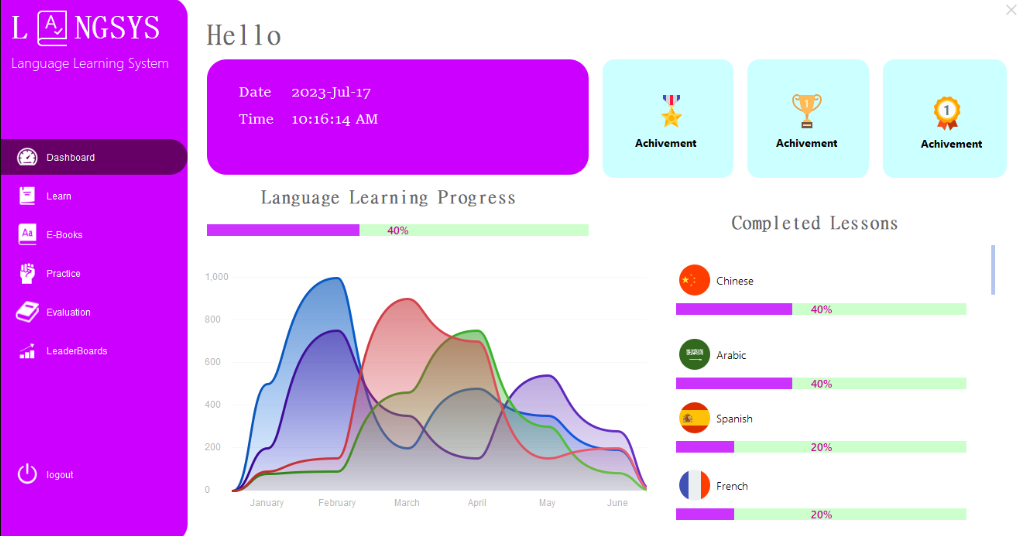 L NGSYS
Language Learning System
Dashboard
Learn
E-Books
Practice
Evaluation
LeaderBoards
logout
Hello
Date 2023-Jul-17
Time 10:16:14 AM
1
Achivement
1
Achivement
1
Achivement
Language Learning Progress
40%
1,000
800
600
400
200
0
January February March April May June
Completed Lessons
Chinese
40%
Arabic
40%
Spanish
20%
French
20%